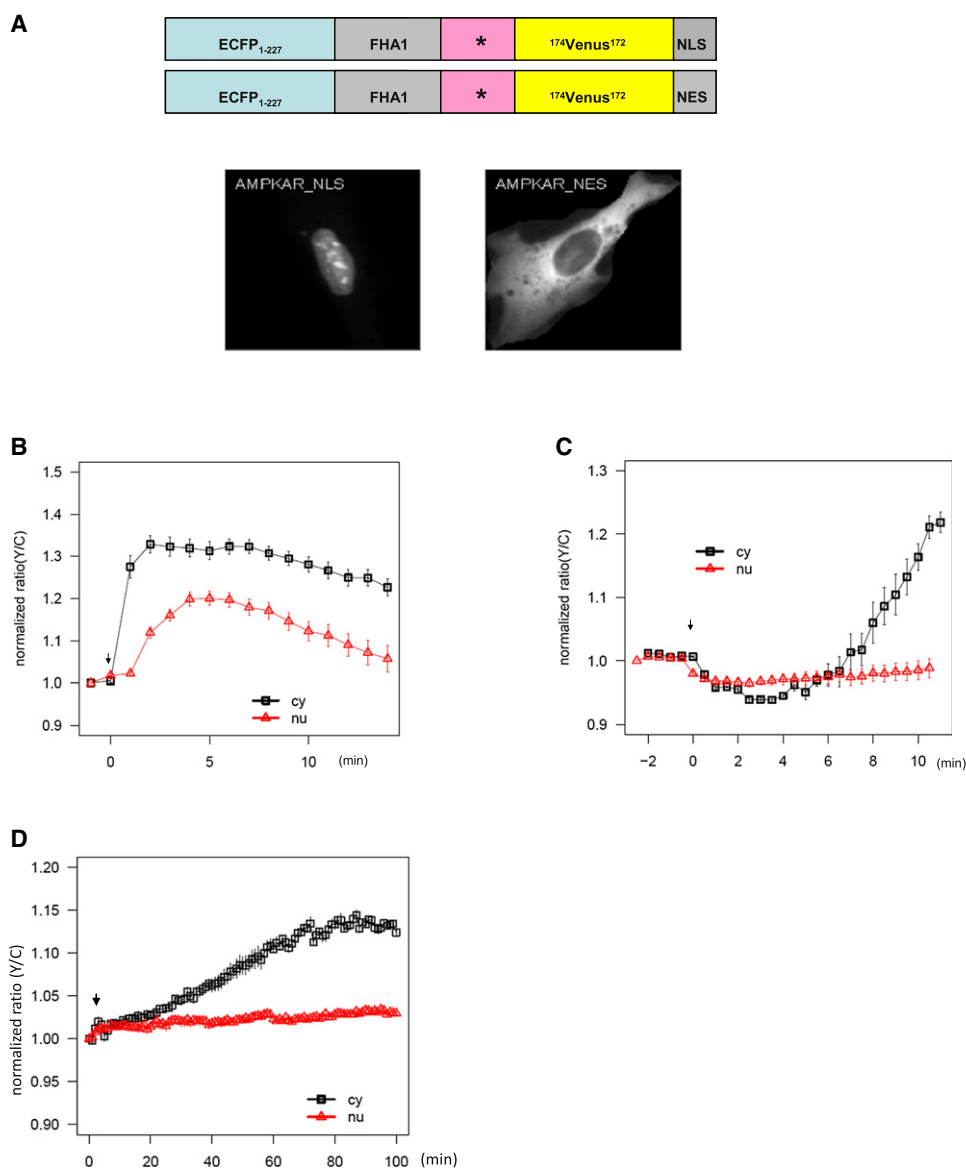 A
ECFP1-227 FHA1 * 174Venus172 NLS
ECFP1-227 FHA1 * 174Venus172 NES
AMPKAR_NLS AMPKAR_NES
B
normalized ratio(Y/C)
1.5
1.4
1.3
1.2
1.1
1.0
0.9
cy
nu
0 5 10 (min)
C
normalized ratio(Y/C)
1.3
1.2
1.1
1.0
0.9
cy
nu
−2 0 2 4 6 8 10 (min)
D
normalized ratio (Y/C)
1.20
1.15
1.10
1.05
1.00
0.95
0.90
cy
nu
0 20 40 60 80 100 (min)